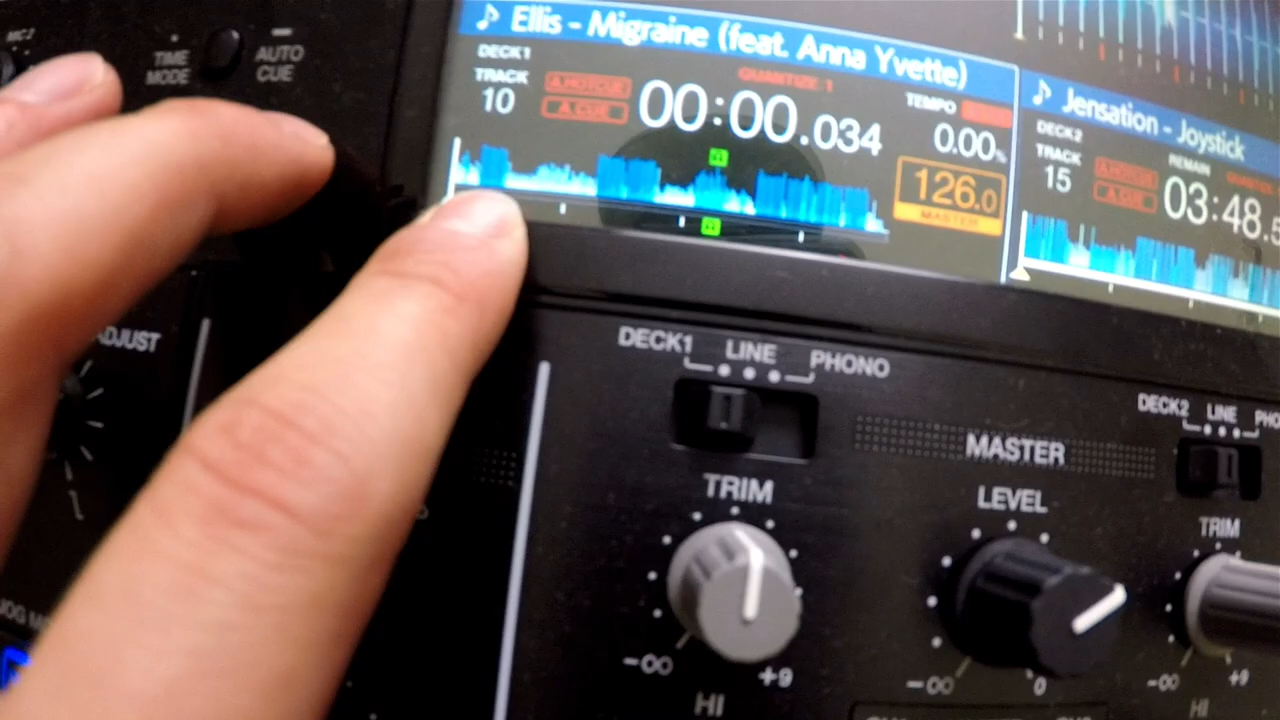 MIC2
TIME
MODE
AUTO
CUE
Ellis - Migraine (feat. Anna Yvette)
DECK1
TRACK
10
A.HOTCUE
A.CUE
QUANTIZE 1
00:00.034
TEMPO
0.00%
126.0
MASTER
Jensation - Joystick
DECK2
TRACK
15
A.HOTCUE
A.CUE
REMAIN
03:48.5
ADJUST
DECK1
LINE
PHONO
MASTER
LEVEL
DECK2
LINE
PHO
TRIM
-∞
+9
HI
-∞
0
TRIM
-∞
+9
HI
JOG